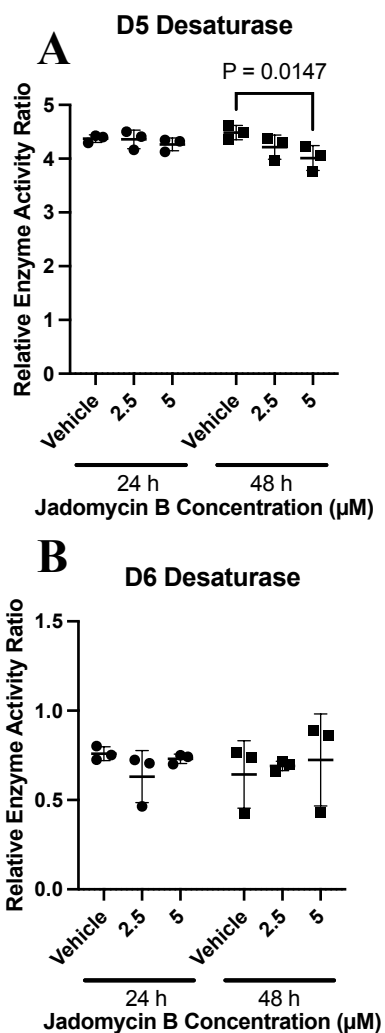 A
D5 Desaturase
P = 0.0147
Relative Enzyme Activity Ratio
5
4
3
2
1
0
Vehicle 2.5 5 Vehicle 2.5 5
24 h 48 h
Jadomycin B Concentration (μM)
B
D6 Desaturase
Relative Enzyme Activity Ratio
1.5
1.0
0.5
0.0
Vehicle 2.5 5 Vehicle 2.5 5
24 h 48 h
Jadomycin B Concentration (μM)